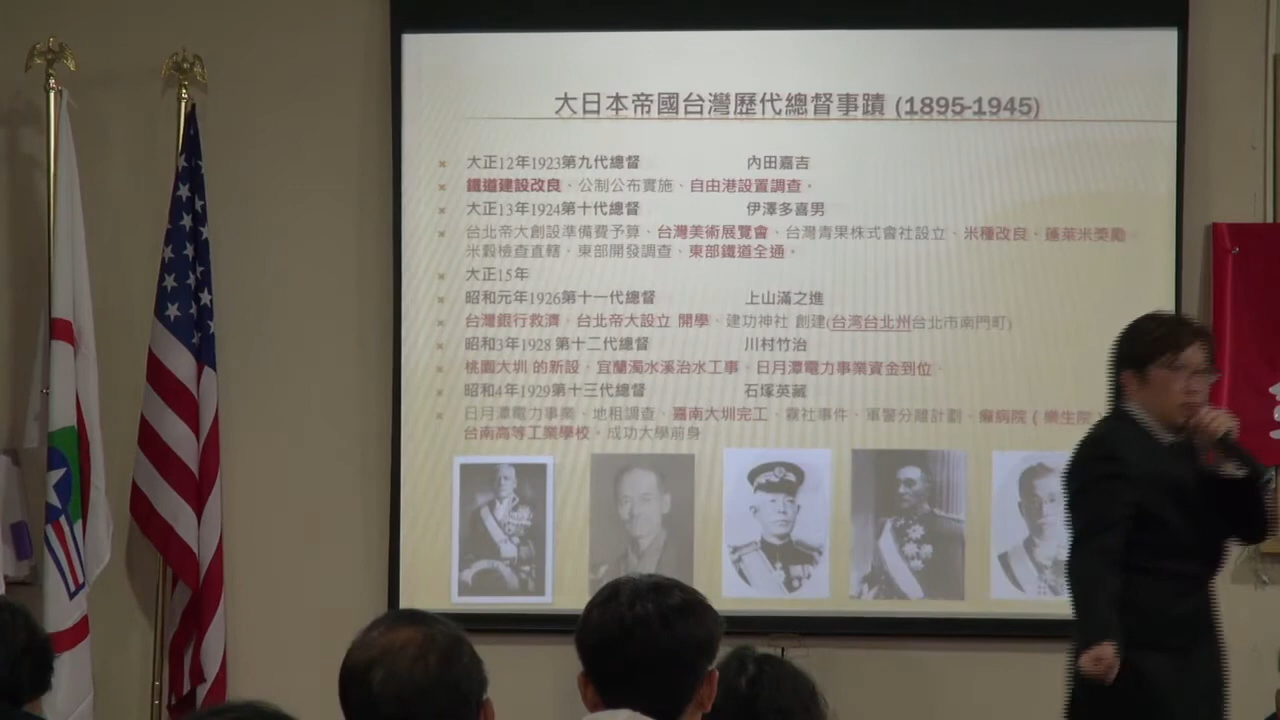 大日本帝國台灣歷代總督事蹟 (1895-1945)
大正12年1923第九代總督 內田嘉吉
鐵道建設改良、公制公布實施、自由港設置調查。
大正13年1924第十代總督 伊澤多喜男
台北帝大創設準備費予算、台灣美術展覽會、台灣青果株式會社設立、米種改良、蓬萊米獎勵
米穀檢查直轄、東部開發調查、東部鐵道全通。
大正15年
昭和元年1926第十一代總督 上山滿之進
台灣銀行救濟，台北帝大設立 開學、建功神社 創建(台湾台北州台北市南門町)
昭和3年1928 第十二代總督 川村竹治
桃園大圳 的新設，宜蘭濁水溪治水工事、日月潭電力事業資金到位、
昭和4年1929第十三代總督 石塚英藏
日月潭電力事業、地租調查、嘉南大圳完工、霧社事件、軍警分離計劃、癩病院（樂生院）
台南高等工業學校。成功大學前身